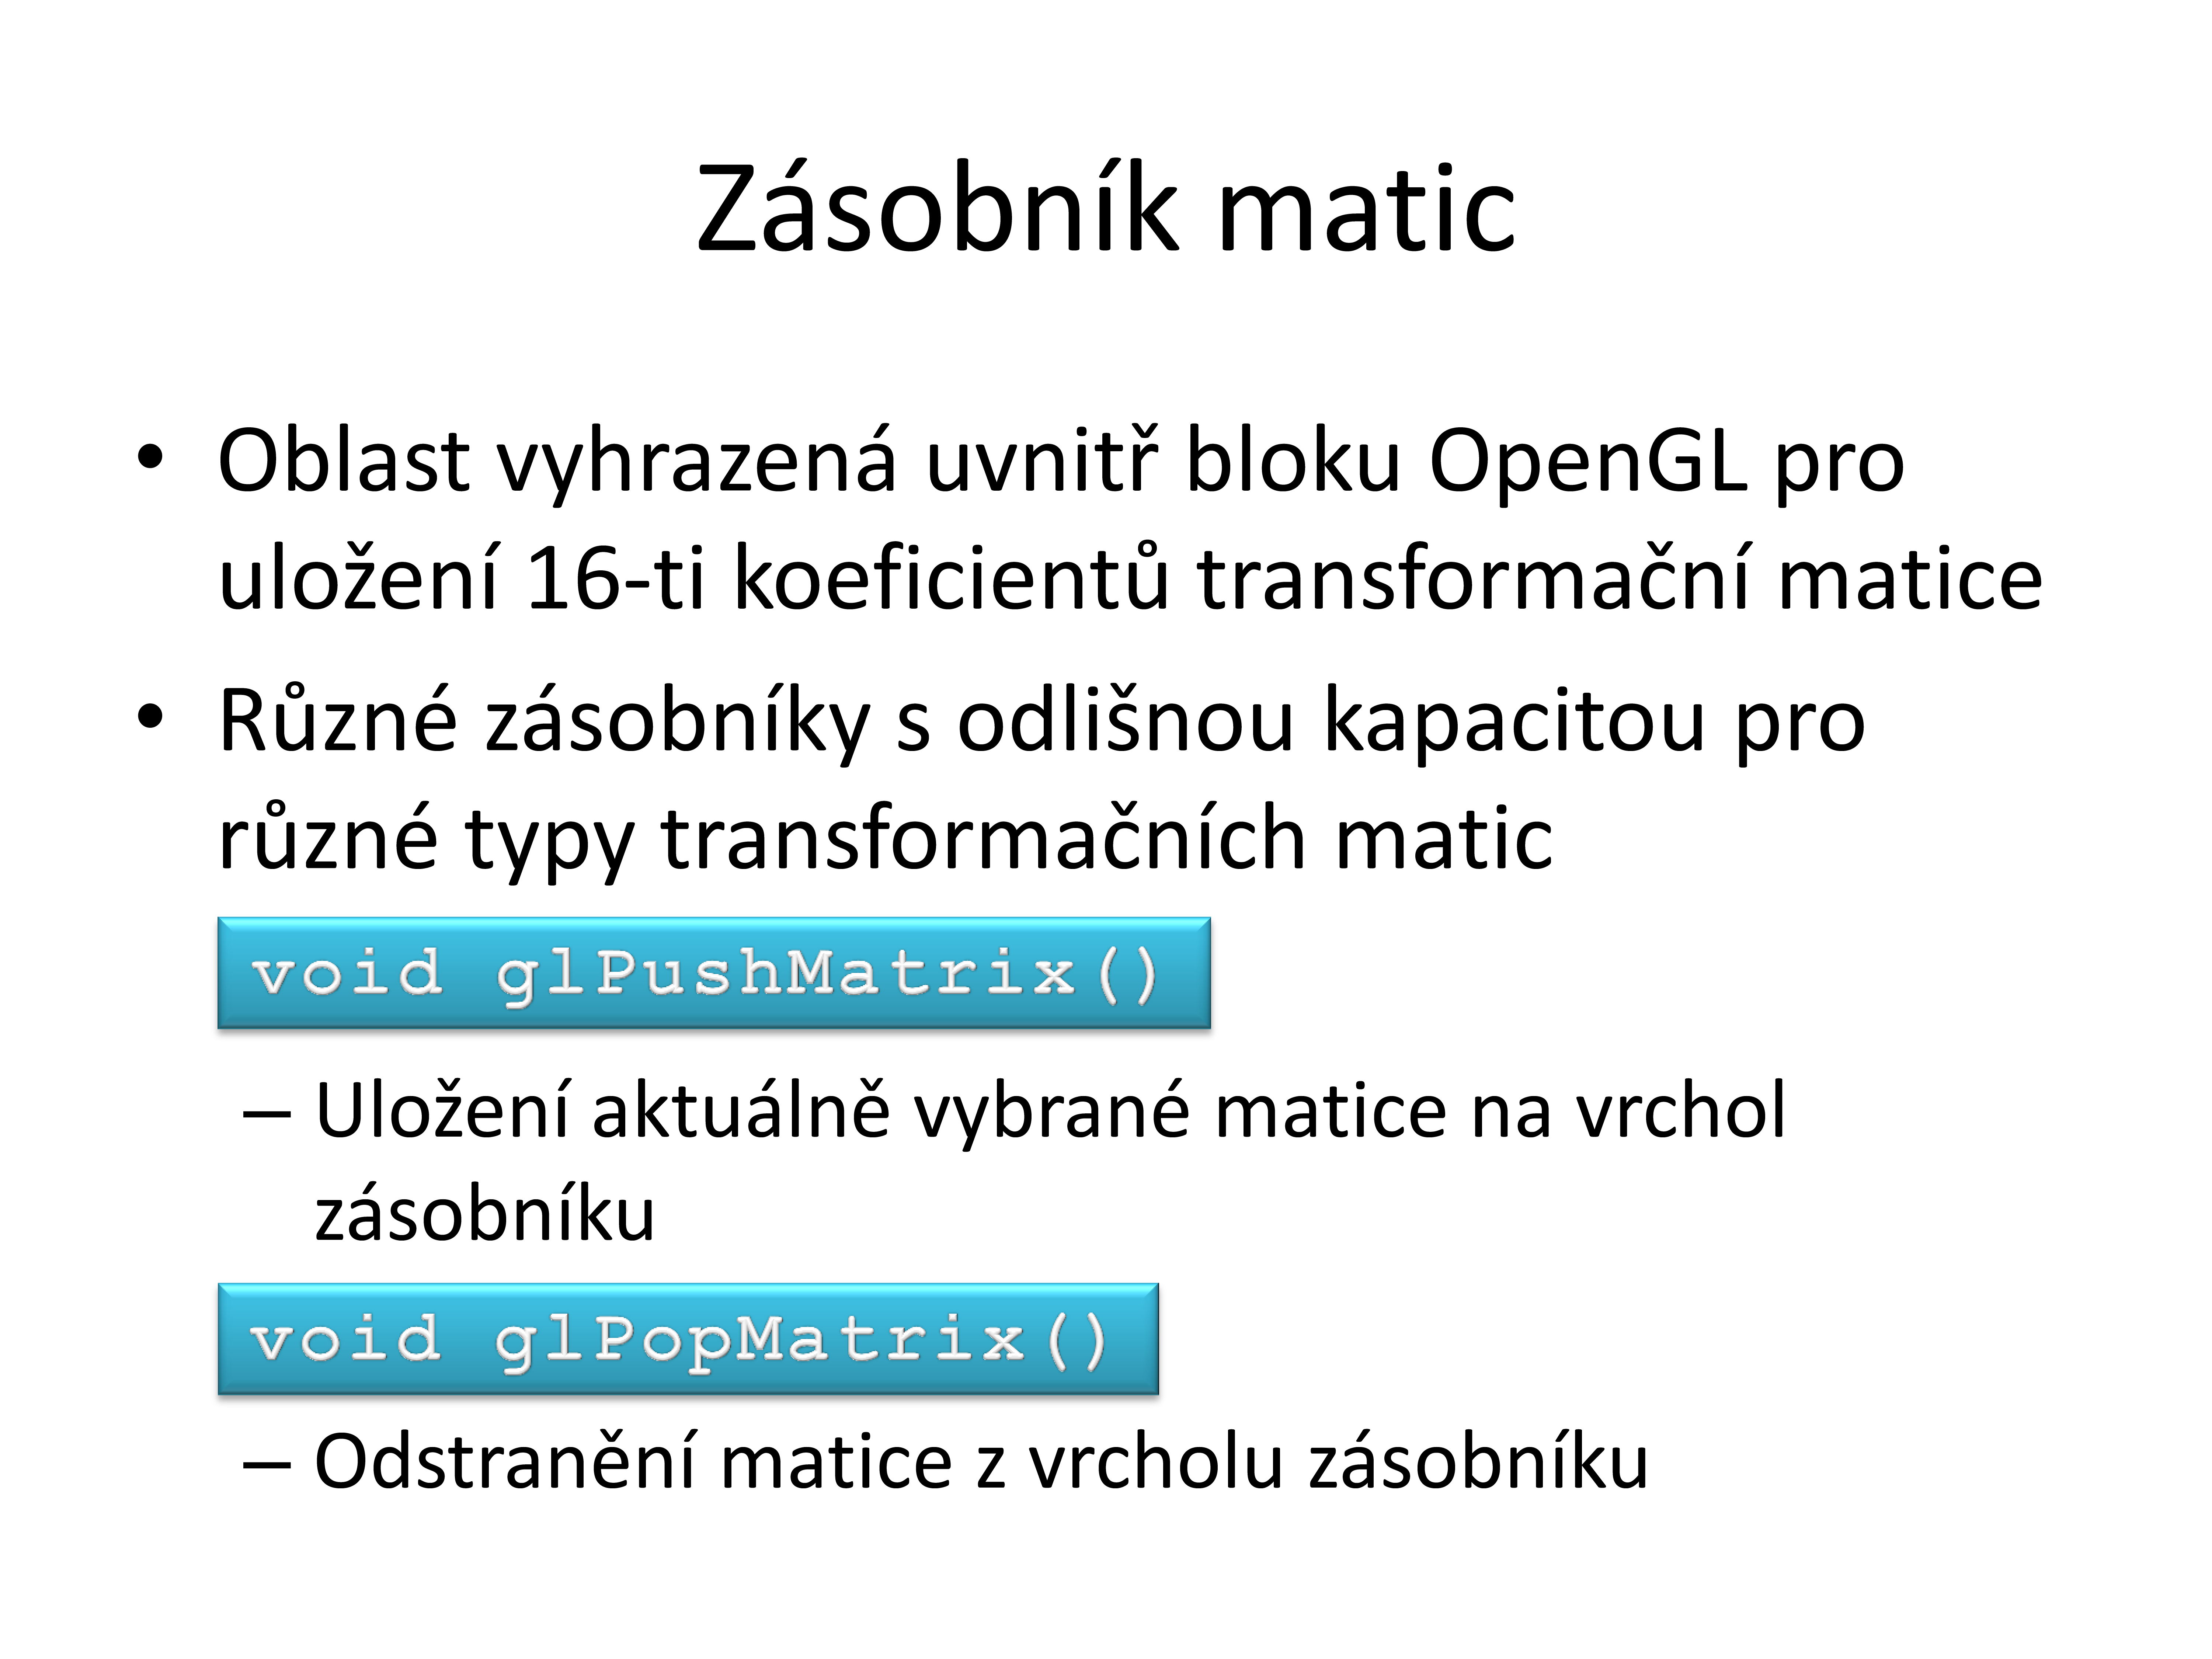 Zásobník matic
• Oblast vyhrazená uvnitř bloku OpenGL pro
uložení 16-ti koeficientů transformační matice
• Různé zásobníky s odlišnou kapacitou pro
různé typy transformačních matic
void glPushMatrix()
– Uložení aktuálně vybrané matice na vrchol
zásobníku
void glPopMatrix()
– Odstranění matice z vrcholu zásobníku